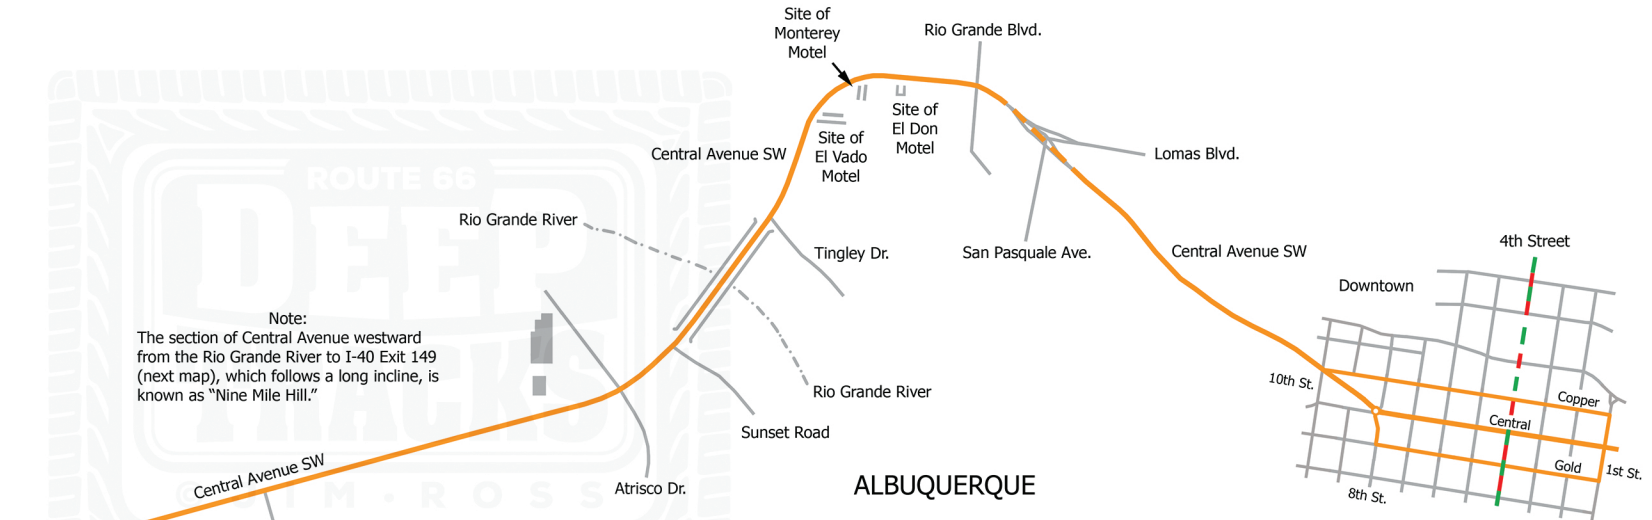 Site of
Monterey
Motel
Rio Grande Blvd.
Site of
El Don
Motel
Site of
El Vado
Motel
Central Avenue SW
Lomas Blvd.
ROUTE 66
DEEP
TRACKS
© JIM • ROSS
Rio Grande River
Tingley Dr.
San Pasquale Ave.
Central Avenue SW
4th Street
Downtown
Note:
The section of Central Avenue westward
from the Rio Grande River to I-40 Exit 149
(next map), which follows a long incline, is
known as “Nine Mile Hill.”
Rio Grande River
10th St.
Copper
Central
Gold
1st St.
8th St.
Sunset Road
Central Avenue SW
Atrisco Dr.
ALBUQUERQUE